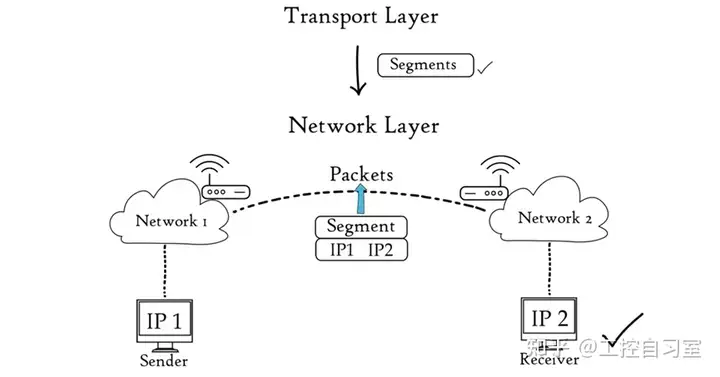 Transport Layer
Segments
Network Layer
Packets
Network 1
Network 2
Segment
IP1 IP2
IP 1
IP 2
Sender
Receiver
知乎 @工控自习室